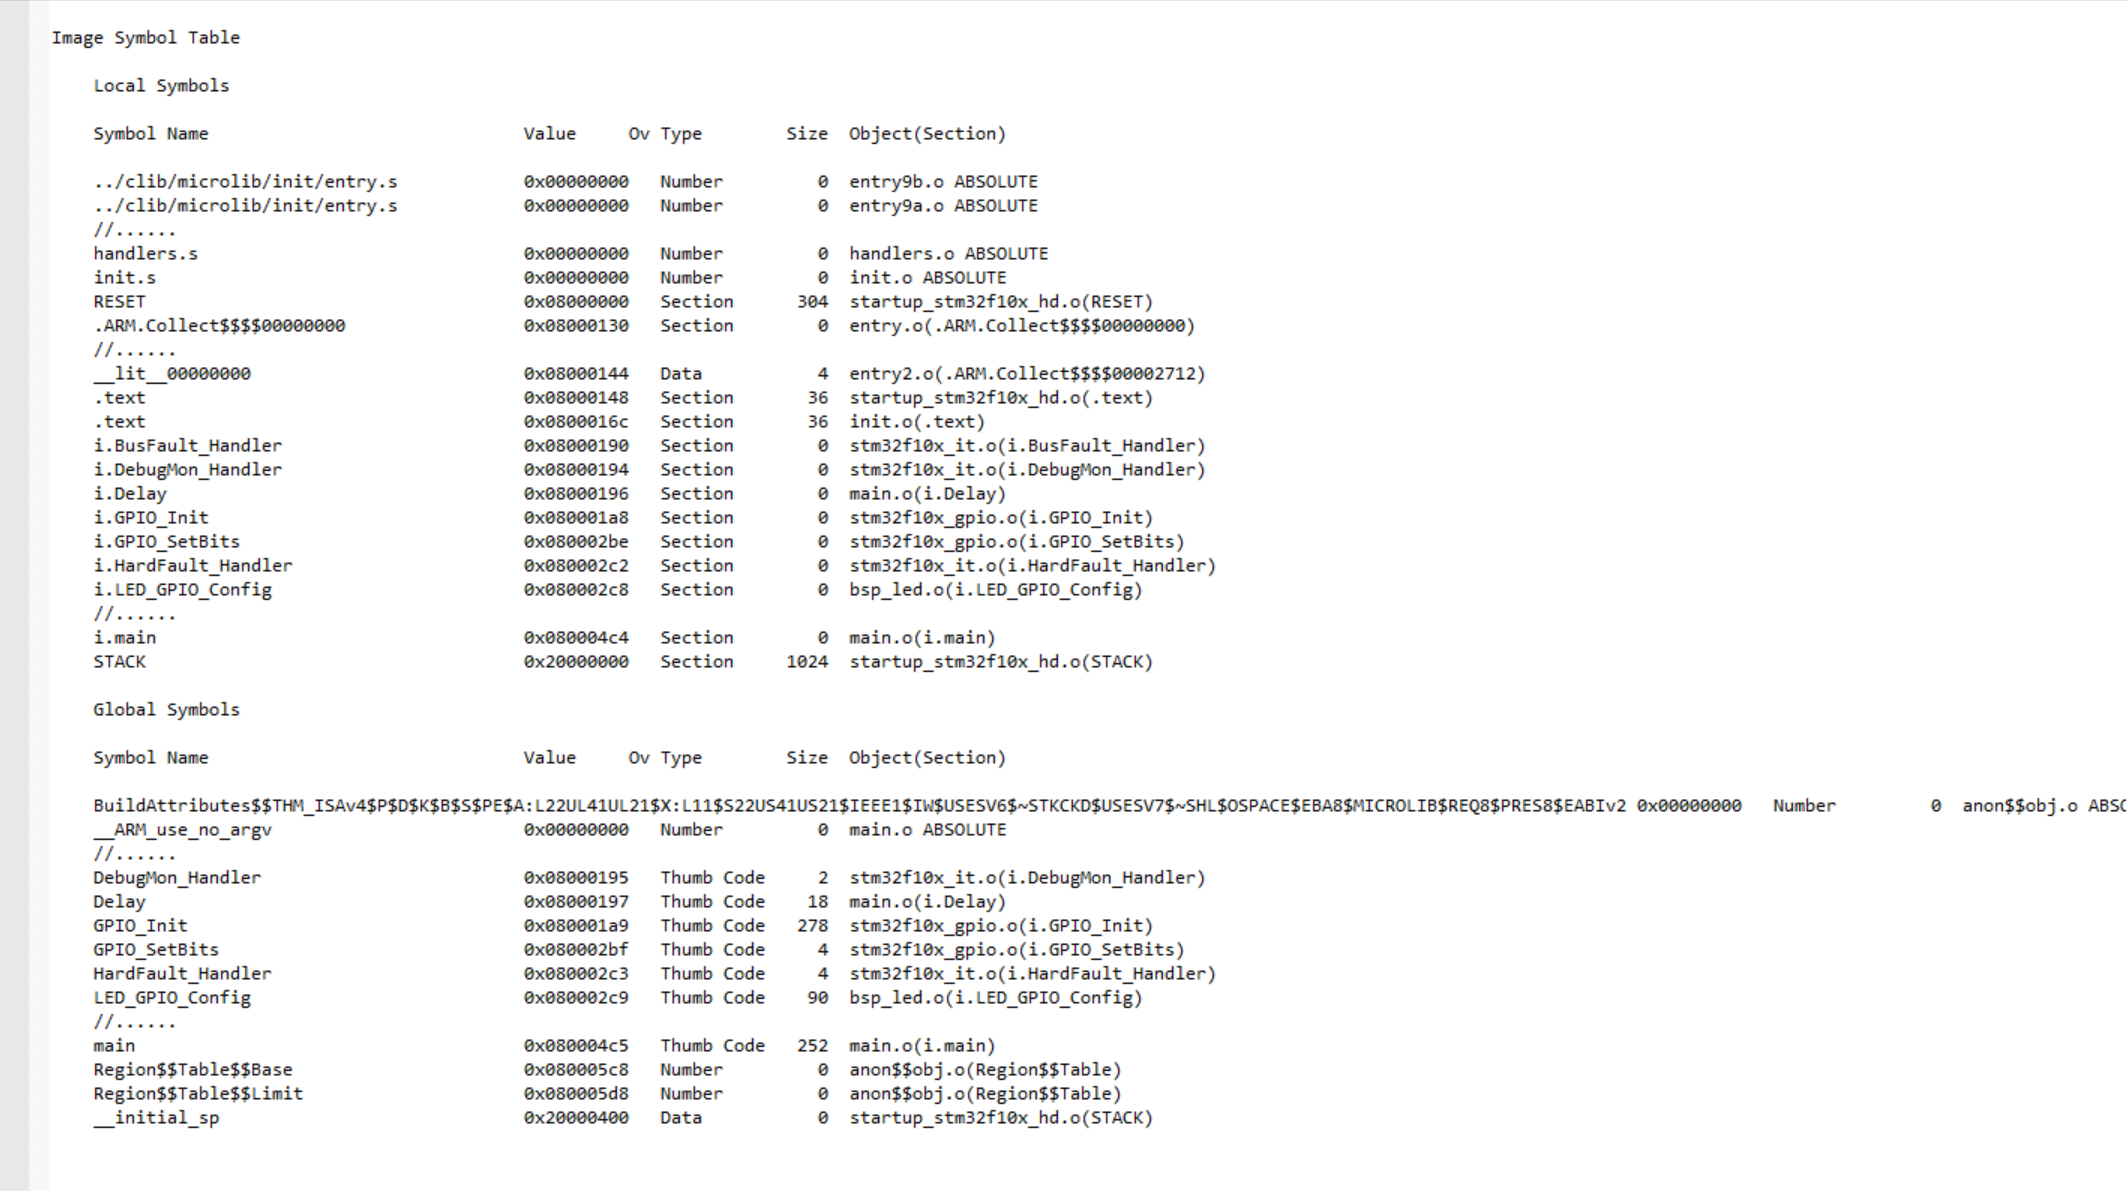 Image Symbol Table
Local Symbols
Symbol Name Value Ov Type Size Object(Section)
../clib/microlib/init/entry.s 0x00000000 Number 0 entry9b.o ABSOLUTE
../clib/microlib/init/entry.s 0x00000000 Number 0 entry9a.o ABSOLUTE
//......
handlers.s 0x00000000 Number 0 handlers.o ABSOLUTE
init.s 0x00000000 Number 0 init.o ABSOLUTE
RESET 0x08000000 Section 304 startup_stm32f10x_hd.o(RESET)
.ARM.Collect$$$$00000000 0x08000130 Section 0 entry.o(.ARM.Collect$$$$00000000)
//......
__lit__00000000 0x08000144 Data 4 entry2.o(.ARM.Collect$$$$00002712)
.text 0x08000148 Section 36 startup_stm32f10x_hd.o(.text)
.text 0x0800016c Section 36 init.o(.text)
i.BusFault_Handler 0x08000190 Section 0 stm32f10x_it.o(i.BusFault_Handler)
i.DebugMon_Handler 0x08000194 Section 0 stm32f10x_it.o(i.DebugMon_Handler)
i.Delay 0x08000196 Section 0 main.o(i.Delay)
i.GPIO_Init 0x080001a8 Section 0 stm32f10x_gpio.o(i.GPIO_Init)
i.GPIO_SetBits 0x080002be Section 0 stm32f10x_gpio.o(i.GPIO_SetBits)
i.HardFault_Handler 0x080002c2 Section 0 stm32f10x_it.o(i.HardFault_Handler)
i.LED_GPIO_Config 0x080002c8 Section 0 bsp_led.o(i.LED_GPIO_Config)
//......
i.main 0x080004c4 Section 0 main.o(i.main)
STACK 0x20000000 Section 1024 startup_stm32f10x_hd.o(STACK)
Global Symbols
Symbol Name Value Ov Type Size Object(Section)
BuildAttributes$$THM_ISAv4$P$D$K$B$S$PE$A:L22UL41UL21$X:L11$S22US41US21$IEEE1$IW$USESV6$~STKCKD$USESV7$~SHL$OSPACE$EBA8$MICROLIB$REQ8$PRES8$EABIv2 0x00000000 Number 0 anon$$obj.o ABSO
__ARM_use_no_argv 0x00000000 Number 0 main.o ABSOLUTE
//......
DebugMon_Handler 0x08000195 Thumb Code 2 stm32f10x_it.o(i.DebugMon_Handler)
Delay 0x08000197 Thumb Code 18 main.o(i.Delay)
GPIO_Init 0x080001a9 Thumb Code 278 stm32f10x_gpio.o(i.GPIO_Init)
GPIO_SetBits 0x080002bf Thumb Code 4 stm32f10x_gpio.o(i.GPIO_SetBits)
HardFault_Handler 0x080002c3 Thumb Code 4 stm32f10x_it.o(i.HardFault_Handler)
LED_GPIO_Config 0x080002c9 Thumb Code 90 bsp_led.o(i.LED_GPIO_Config)
//......
main 0x080004c5 Thumb Code 252 main.o(i.main)
Region$$Table$$Base 0x080005c8 Number 0 anon$$obj.o(Region$$Table)
Region$$Table$$Limit 0x080005d8 Number 0 anon$$obj.o(Region$$Table)
__initial_sp 0x20000400 Data 0 startup_stm32f10x_hd.o(STACK)